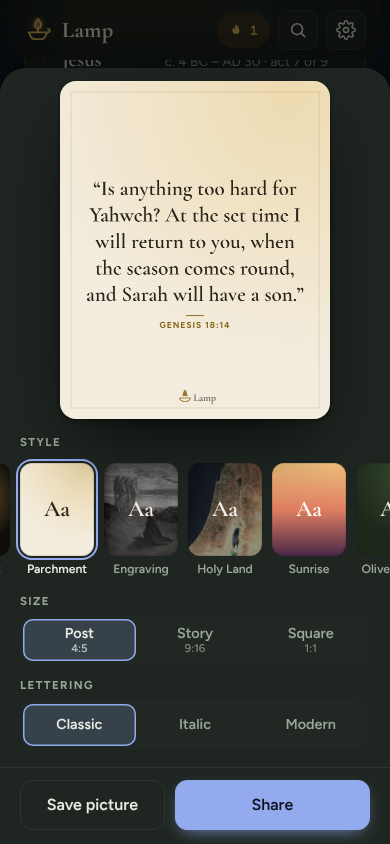 Lamp
1
Jesus
c. 4 BC – AD 30 · act 7 of 9
“Is anything too hard for
Yahweh? At the set time I
will return to you, when
the season comes round,
and Sarah will have a son.”
GENESIS 18:14
Lamp
STYLE
Aa
Aa
Aa
Aa
Parchment
Engraving
Holy Land
Sunrise
Olive
SIZE
Post
4:5
Story
9:16
Square
1:1
LETTERING
Classic
Italic
Modern
Save picture
Share